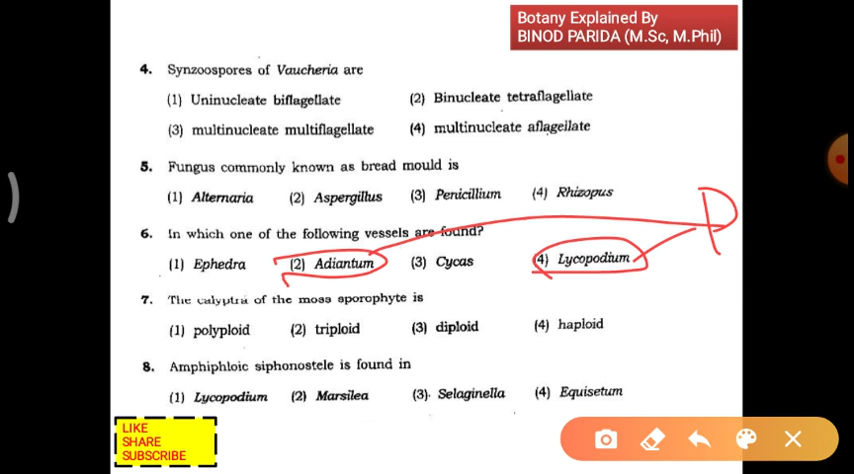 Botany Explained By
BINOD PARIDA (M.Sc, M.Phil)
4. Synzoospores of Vaucheria are
(1) Uninucleate biflagellate (2) Binucleate tetraflagellate
(3) multinucleate multiflagellate (4) multinucleate aflagellate
5. Fungus commonly known as bread mould is
(1) Alternaria (2) Aspergillus (3) Penicillium (4) Rhizopus
6. In which one of the following vessels are found?
(1) Ephedra (2) Adiantum (3) Cycas (4) Lycopodium
P
7. The calyptra of the moss sporophyte is
(1) polyploid (2) triploid (3) diploid (4) haploid
8. Amphiphloic siphonostele is found in
(1) Lycopodium (2) Marsilea (3) Selaginella (4) Equisetum
LIKE
SHARE
SUBSCRIBE